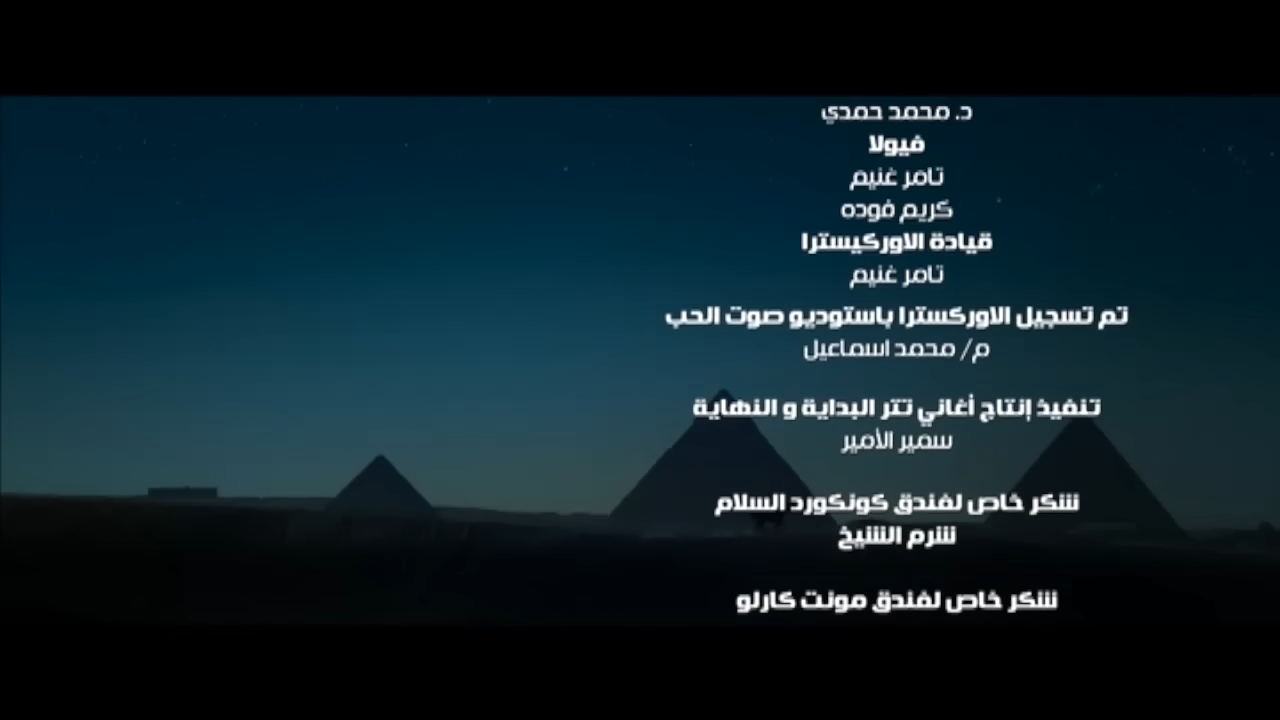 د. محمد حمدي
فيولا
تامر غنيم
كريم فوده
قيادة الاوركيسترا
تامر غنيم
تم تسجيل الاوركسترا باستوديو صوت الحب
م/ محمد اسماعيل
تنفيذ إنتاج أغاني تتر البداية و النهاية
سمير الأمير
شكر خاص لفندق كونكورد السلام
شرم الشيخ
شكر خاص لفندق مونت كارلو